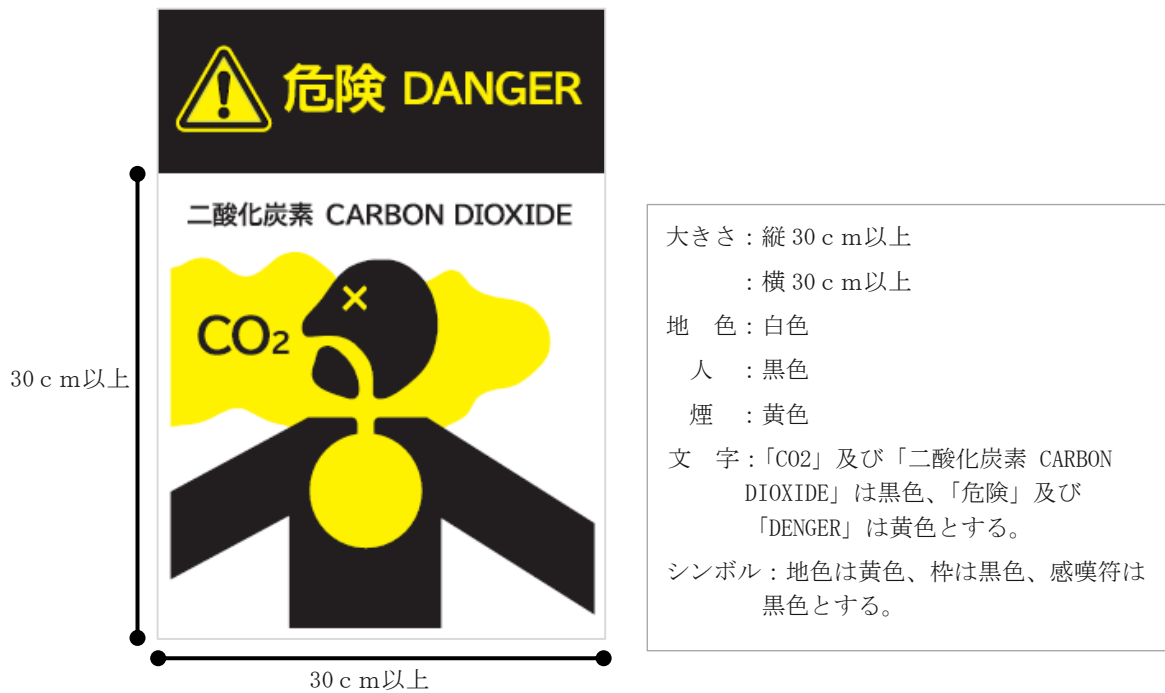 危険 DANGER
二酸化炭素 CARBON DIOXIDE
CO2
30cm以上
30cm以上
大きさ：縦30cm以上
：横30cm以上
地　色：白色
人　：黒色
煙　：黄色
文　字：「CO2」及び「二酸化炭素 CARBON
DIOXIDE」は黒色、「危険」及び
「DENGER」は黄色とする。
シンボル：地色は黄色、枠は黒色、感嘆符は
黒色とする。